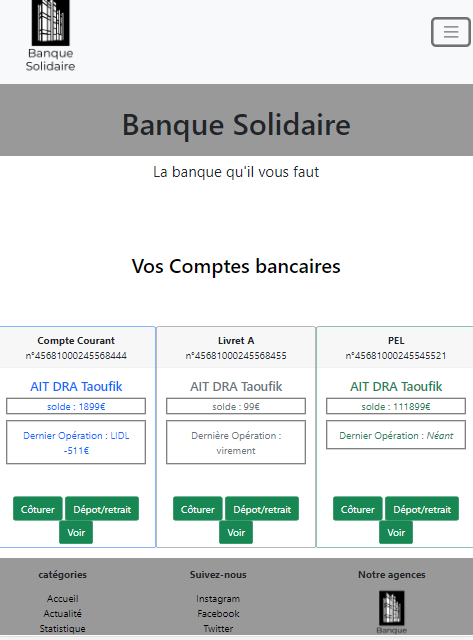 Banque
Solidaire
Banque Solidaire
La banque qu'il vous faut
Vos Comptes bancaires
Compte Courant
n°45681000245568444
AIT DRA Taoufik
solde : 1899€
Dernier Opération : LIDL
-511€
Côturer
Dépot/retrait
Voir
Livret A
n°45681000245568455
AIT DRA Taoufik
solde : 99€
Dernière Opération :
virement
Côturer
Dépot/retrait
Voir
PEL
n°45681000245545521
AIT DRA Taoufik
solde : 111899€
Dernier Opération : Néant
Côturer
Dépot/retrait
Voir
catégories
Accueil
Actualité
Statistique
Suivez-nous
Instagram
Facebook
Twitter
Notre agences
Banque